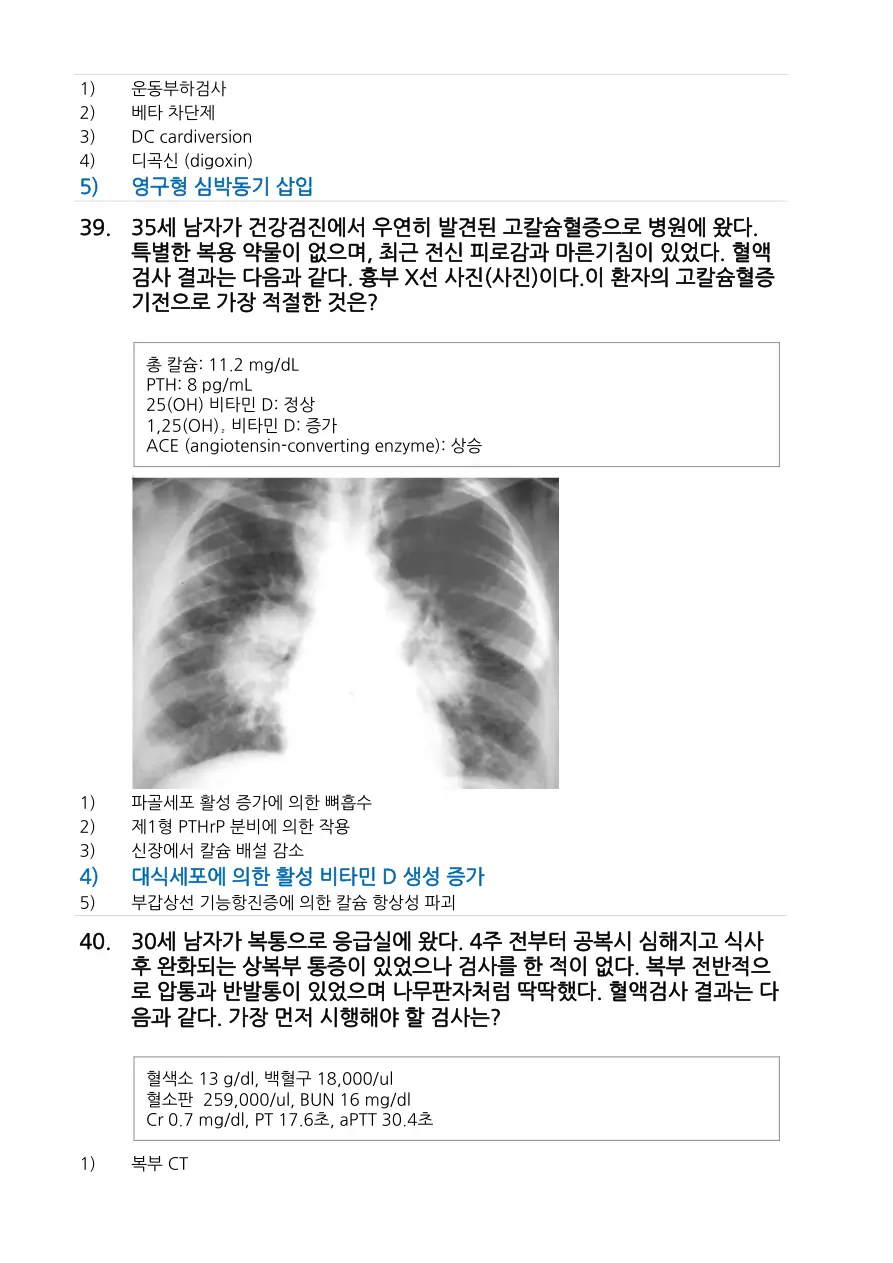 1) 운동부하검사
2) 베타 차단제
3) DC cardiversion
4) 디곡신 (digoxin)
5) 영구형 심박동기 삽입
39. 35세 남자가 건강검진에서 우연히 발견된 고칼슘혈증으로 병원에 왔다.
특별한 복용 약물이 없으며, 최근 전신 피로감과 마른기침이 있었다. 혈액
검사 결과는 다음과 같다. 흉부 X선 사진(사진)이다.이 환자의 고칼슘혈증
기전으로 가장 적절한 것은?
총 칼슘: 11.2 mg/dL
PTH: 8 pg/mL
25(OH) 비타민 D: 정상
1,25(OH)₂ 비타민 D: 증가
ACE (angiotensin-converting enzyme): 상승
1) 파골세포 활성 증가에 의한 뼈흡수
2) 제1형 PTHrP 분비에 의한 작용
3) 신장에서 칼슘 배설 감소
4) 대식세포에 의한 활성 비타민 D 생성 증가
5) 부갑상선 기능항진증에 의한 칼슘 항상성 파괴
40. 30세 남자가 복통으로 응급실에 왔다. 4주 전부터 공복시 심해지고 식사
후 완화되는 상복부 통증이 있었으나 검사를 한 적이 없다. 복부 전반적으
로 압통과 반발통이 있었으며 나무판자처럼 딱딱했다. 혈액검사 결과는 다
음과 같다. 가장 먼저 시행해야 할 검사는?
혈색소 13 g/dl, 백혈구 18,000/ul
혈소판 259,000/ul, BUN 16 mg/dl
Cr 0.7 mg/dl, PT 17.6초, aPTT 30.4초
1) 복부 CT